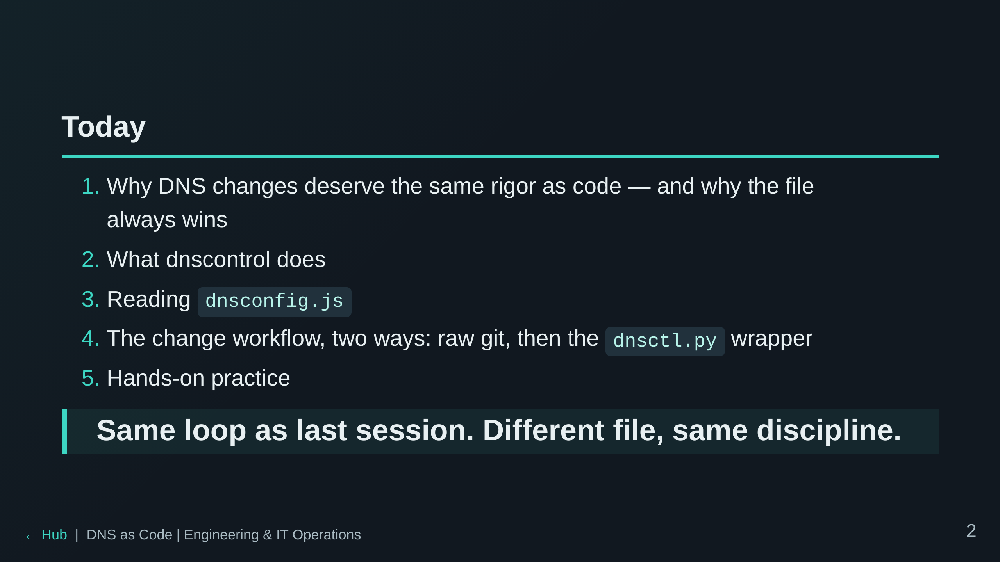 Today
1. Why DNS changes deserve the same rigor as code — and why the file
always wins
2. What dnscontrol does
3. Reading dnsconfig.js
4. The change workflow, two ways: raw git, then the dnsctl.py wrapper
5. Hands-on practice
Same loop as last session. Different file, same discipline.
← Hub | DNS as Code | Engineering & IT Operations
2